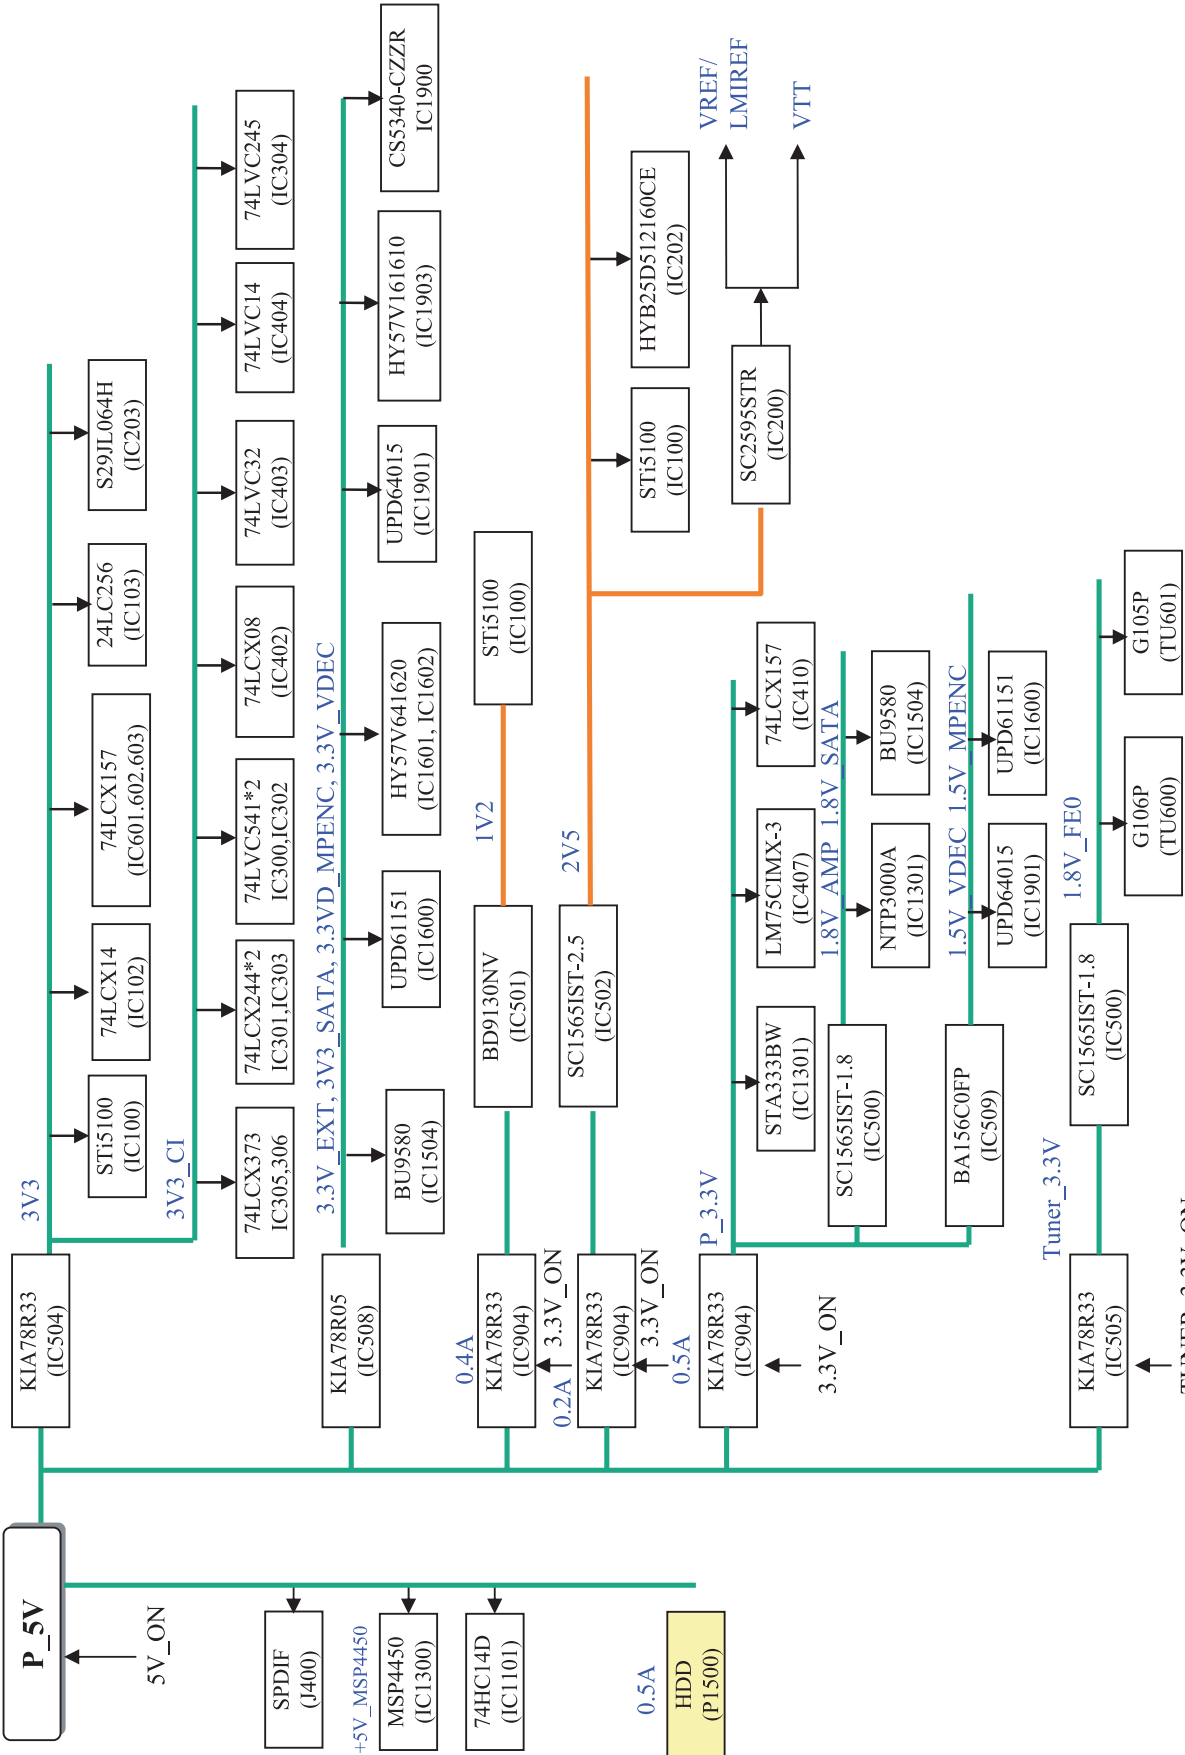 P_5V
5V_ON
SPDIF
(J400)
+5V_MSP4450
MSP4450
(IC1300)
74HC14D
(IC1101)
0.5A
HDD
(P1500)
KIA78R33
(IC504)
3V3
STi5100
(IC100)
74LCX14
(IC102)
74LCX157
(IC601.602.603)
24LC256
(IC103)
S29JL064H
(IC203)
3V3_CI
74LCX373
IC305,306
74LCX244*2
IC301,IC303
74LVC541*2
IC300,IC302
74LCX08
(IC402)
74LVC32
(IC403)
74LVC14
(IC404)
74LVC245
(IC304)
KIA78R05
(IC508)
3.3V_EXT, 3V3_SATA, 3.3VD_MPENC, 3.3V_VDEC
BU9580
(IC1504)
UPD61151
(IC1600)
HY57V641620
(IC1601, IC1602)
UPD64015
(IC1901)
HY57V161610
(IC1903)
CS5340-CZZR
IC1900
0.4A
KIA78R33
(IC904)
3.3V_ON
BD9130NV
(IC501)
1V2
STi5100
(IC100)
0.2A
KIA78R33
(IC904)
3.3V_ON
SC1565IST-2.5
(IC502)
2V5
STi5100
(IC100)
HYB25D512160CE
(IC202)
SC2595STR
(IC200)
VREF/
LMIREF
VTT
0.5A
KIA78R33
(IC904)
3.3V_ON
P_3.3V
STA333BW
(IC1301)
LM75CIMX-3
(IC407)
74LCX157
(IC410)
SC1565IST-1.8
(IC500)
1.8V_AMP 1.8V_SATA
NTP3000A
(IC1301)
BU9580
(IC1504)
BA156C0FP
(IC509)
1.5V_VDEC 1.5V_MPENC
UPD64015
(IC1901)
UPD61151
(IC1600)
KIA78R33
(IC505)
TUNER_3.3V_ON
Tuner_3.3V
SC1565IST-1.8
(IC500)
1.8V_FE0
G106P
(TU600)
G105P
(TU601)